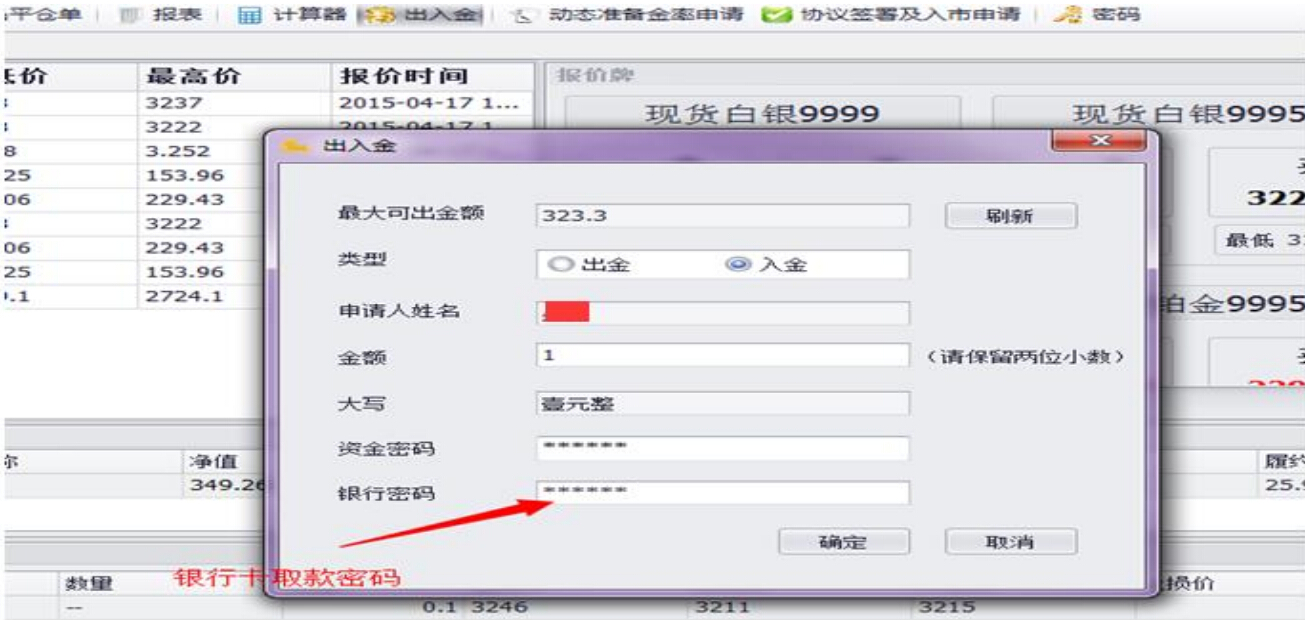 平仓单 报表 计算器 出入金 动态准备金率申请 协议签署及入市申请 密码
低价 最高价 报价时间 报价牌
3237 2015-04-17 1...
现货白银9999 现货白银9995
3222 2015-04-17 1
出入金
8 3.252
25 153.96
06 229.43 322
最大可出金额 323.3 刷新
3222
06 229.43 最低 3
类型 出金 入金
25 153.96
.1 2724.1
申请人姓名 铂金9995
金额 1 (请保留两位小数)
大写 壹元整
资金密码 ******
称 净值 履约
349.26 25.9
银行密码 ******
确定 取消
银行卡取款密码
数量 损价
-- 0.1 3246 3211 3215